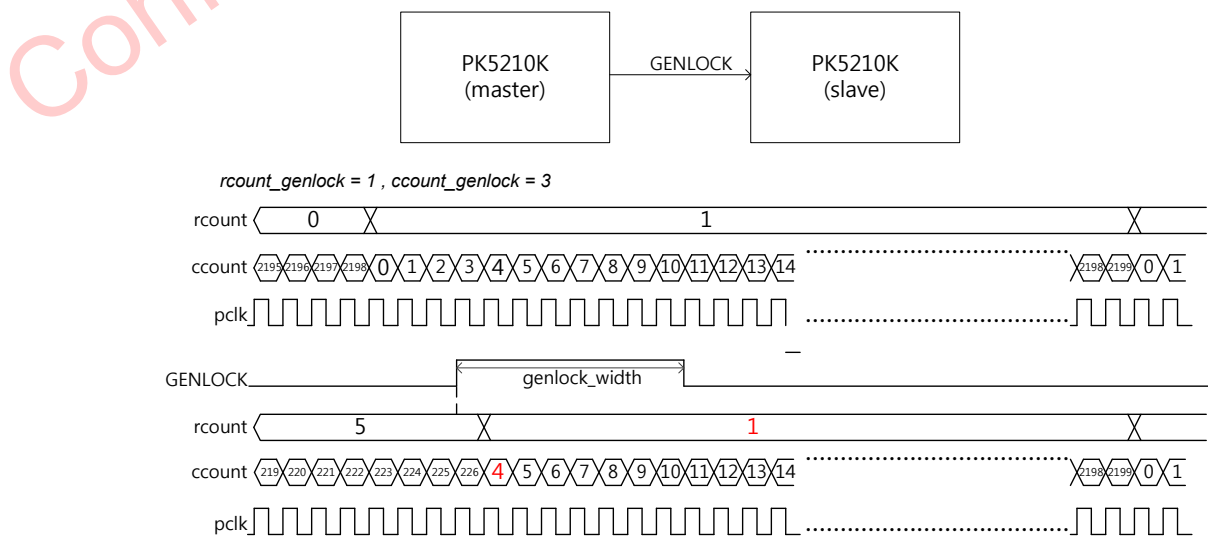 Con
PK5210K
(master)
GENLOCK
PK5210K
(slave)
rcount_genlock = 1 , ccount_genlock = 3
rcount 0 1
ccount 2195 2196 2197 2198 0 1 2 3 4 5 6 7 8 9 10 11 12 13 14 2198 2199 0 1
pclk
GENLOCK genlock_width
rcount 5 1
ccount 219 220 221 222 223 224 225 226 4 5 6 7 8 9 10 11 12 13 14 2198 2199 0 1
pclk